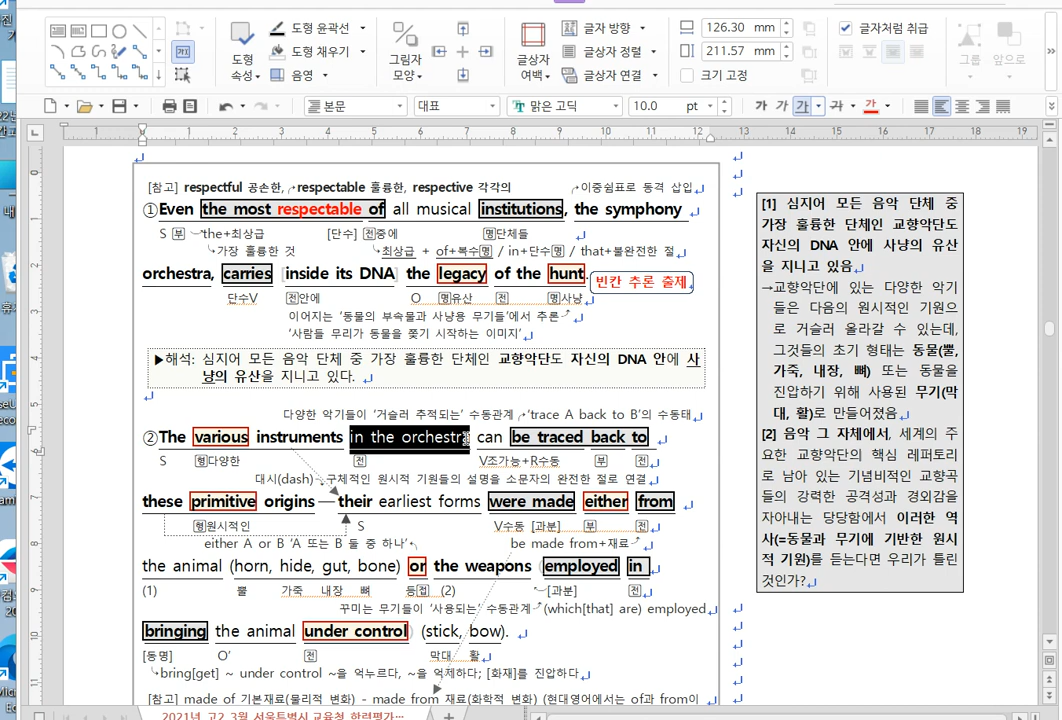 도형 윤곽선
도형 채우기
음영
도형
속성
그림자
모양
글상자
여백
글자 방향
글상자 정렬
글상자 연결
126.30 mm
211.57 mm
크기 고정
글자처럼 취급
그룹
앞으로
본문 대표 맑은 고딕 10.0 pt 가 가 가 가 가
1 1 2 3 4 5 6 7 8 9 10 11 12 13 14 15 16 17 18 19
[참고] respectful 공손한, respectable 훌륭한, respective 각각의 이중쉼표로 동격 삽입
①Even the most respectable of all musical institutions, the symphony
S 부 the+최상급 [단수] 전중에 명단체들
가장 훌륭한 것 최상급 + of+복수명 / in+단수명 / that+불완전한 절
orchestra, carries inside its DNA the legacy of the hunt.
빈칸 추론 출제
단수V 전안에 O 명유산 전 명사냥
이어지는 ‘동물의 부속물과 사냥용 무기들’에서 추론
‘사람들 무리가 동물을 쫓기 시작하는 이미지’
▶해석: 심지어 모든 음악 단체 중 가장 훌륭한 단체인 교향악단도 자신의 DNA 안에 사
냥의 유산을 지니고 있다.
다양한 악기들이 ‘거슬러 추적되는’ 수동관계 ‘trace A back to B’의 수동태
②The various instruments in the orchestra can be traced back to
S 형다양한 전 V조가능+R수동 부 전
대시(dash) 구체적인 원시적 기원들의 설명을 소문자의 완전한 절로 연결
these primitive origins — their earliest forms were made either from
형원시적인 S V수동 [과분] 부 전
either A or B ‘A 또는 B 둘 중 하나’ be made from+재료
the animal (horn, hide, gut, bone) or the weapons employed in
(1) 뿔 가죽 내장 뼈 등접 (2) [과분] 전
꾸미는 무기들이 ‘사용되는’ 수동관계 (which[that] are) employed
bringing the animal under control (stick, bow).
[동명] O’ 전 막대 활
bring[get] ~ under control ~을 억누르다, ~을 억제하다; [화재]를 진압하다
[참고] made of 기본재료(물리적 변화) - made from 재료(화학적 변화) (현대영어에서는 of과 from이
[1] 심지어 모든 음악 단체 중
가장 훌륭한 단체인 교향악단도
자신의 DNA 안에 사냥의 유산
을 지니고 있음
→교향악단에 있는 다양한 악기
들은 다음의 원시적인 기원으
로 거슬러 올라갈 수 있는데,
그것들의 초기 형태는 동물(뿔,
가죽, 내장, 뼈) 또는 동물을
진압하기 위해 사용된 무기(막
대, 활)로 만들어졌음
[2] 음악 그 자체에서, 세계의 주
요한 교향악단의 핵심 레퍼토리
로 남아 있는 기념비적인 교향곡
들의 강력한 공격성과 경외감을
자아내는 당당함에서 이러한 역
사(=동물과 무기에 기반한 원시
적 기원)를 듣는다면 우리가 틀린
것인가?
2021년 고2 3월 서울특별시 교육청 학력평가…